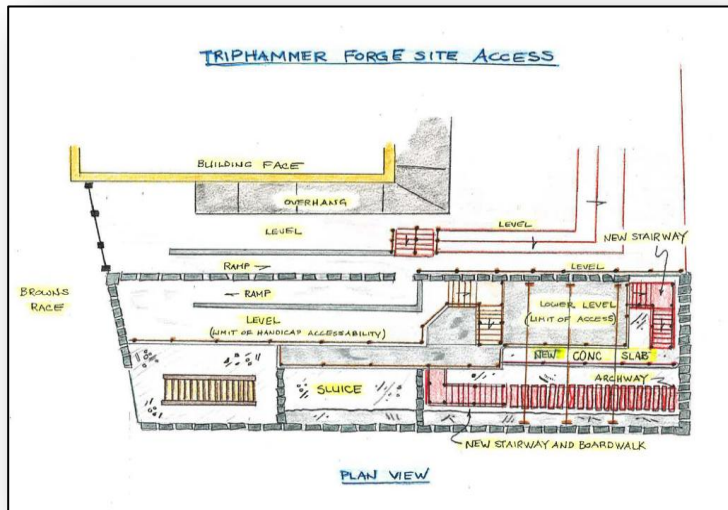 TRIPHAMMER FORGE SITE ACCESS
BUILDING FACE
OVERHANG
LEVEL
LEVEL
NEW STAIRWAY
RAMP
LEVEL
BROWNS
RACE
RAMP
LOWER LEVEL
(LIMIT OF ACCESS)
LEVEL
(LIMIT OF HANDICAP ACCESSABILITY)
NEW CONC SLAB
ARCHWAY
SLUICE
NEW STAIRWAY AND BOARDWALK
PLAN VIEW